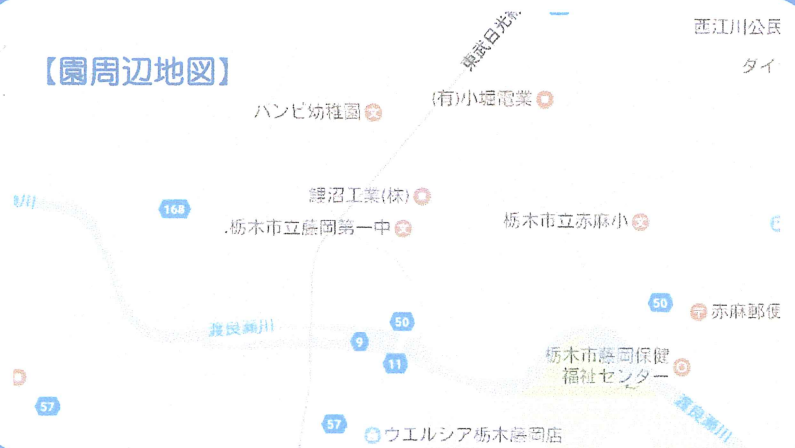 東武日光線
西江川公民
【園周辺地図】
タイ
バンビ幼稚園
(有)小堀電業
鯉沼工業(株)
川
168
栃木市立藤岡第一中
栃木市立赤麻小
50
赤麻郵便
渡良瀬川
50
9
11
栃木市藤岡保健
福祉センター
57
渡良瀬川
57
ウエルシア栃木藤岡店